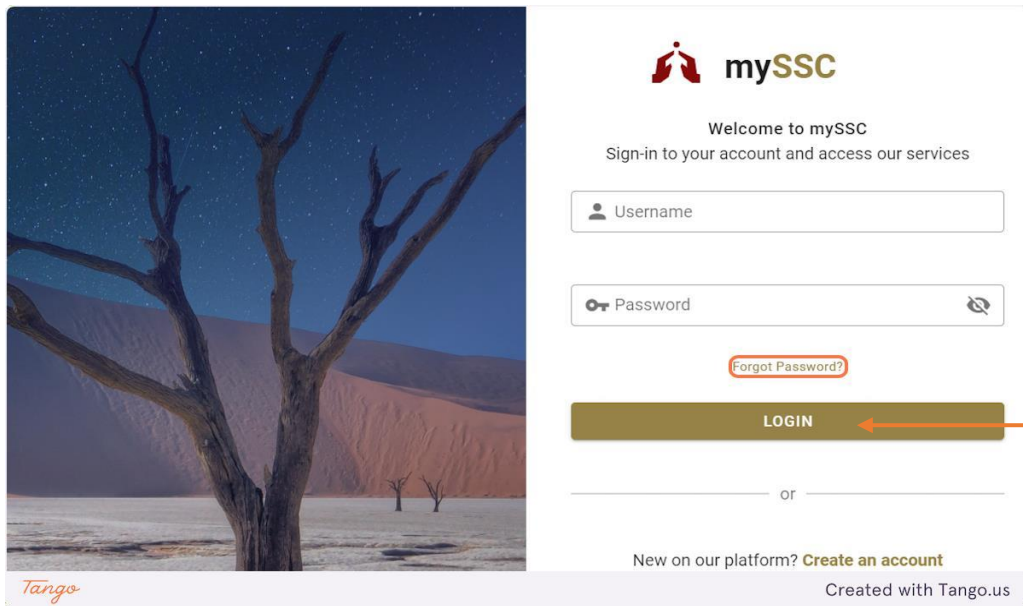 mySSC
Welcome to mySSC
Sign-in to your account and access our services
Username
Password
Forgot Password?
LOGIN
or
New on our platform? Create an account
Tango
Created with Tango.us